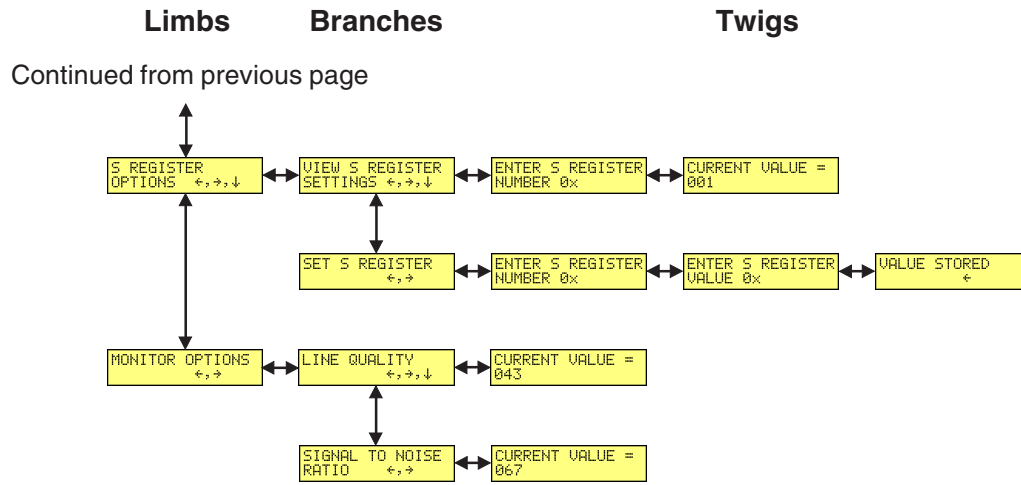 Limbs Branches Twigs
Continued from previous page
S REGISTER
OPTIONS ←,→,↓
VIEW S REGISTER
SETTINGS ←,→,↓
ENTER S REGISTER
NUMBER 0x
CURRENT VALUE =
001
SET S REGISTER
←,→
ENTER S REGISTER
NUMBER 0x
ENTER S REGISTER
VALUE 0x
VALUE STORED
←
MONITOR OPTIONS
←,→
LINE QUALITY
←,→,↓
CURRENT VALUE =
043
SIGNAL TO NOISE
RATIO ←,→
CURRENT VALUE =
067